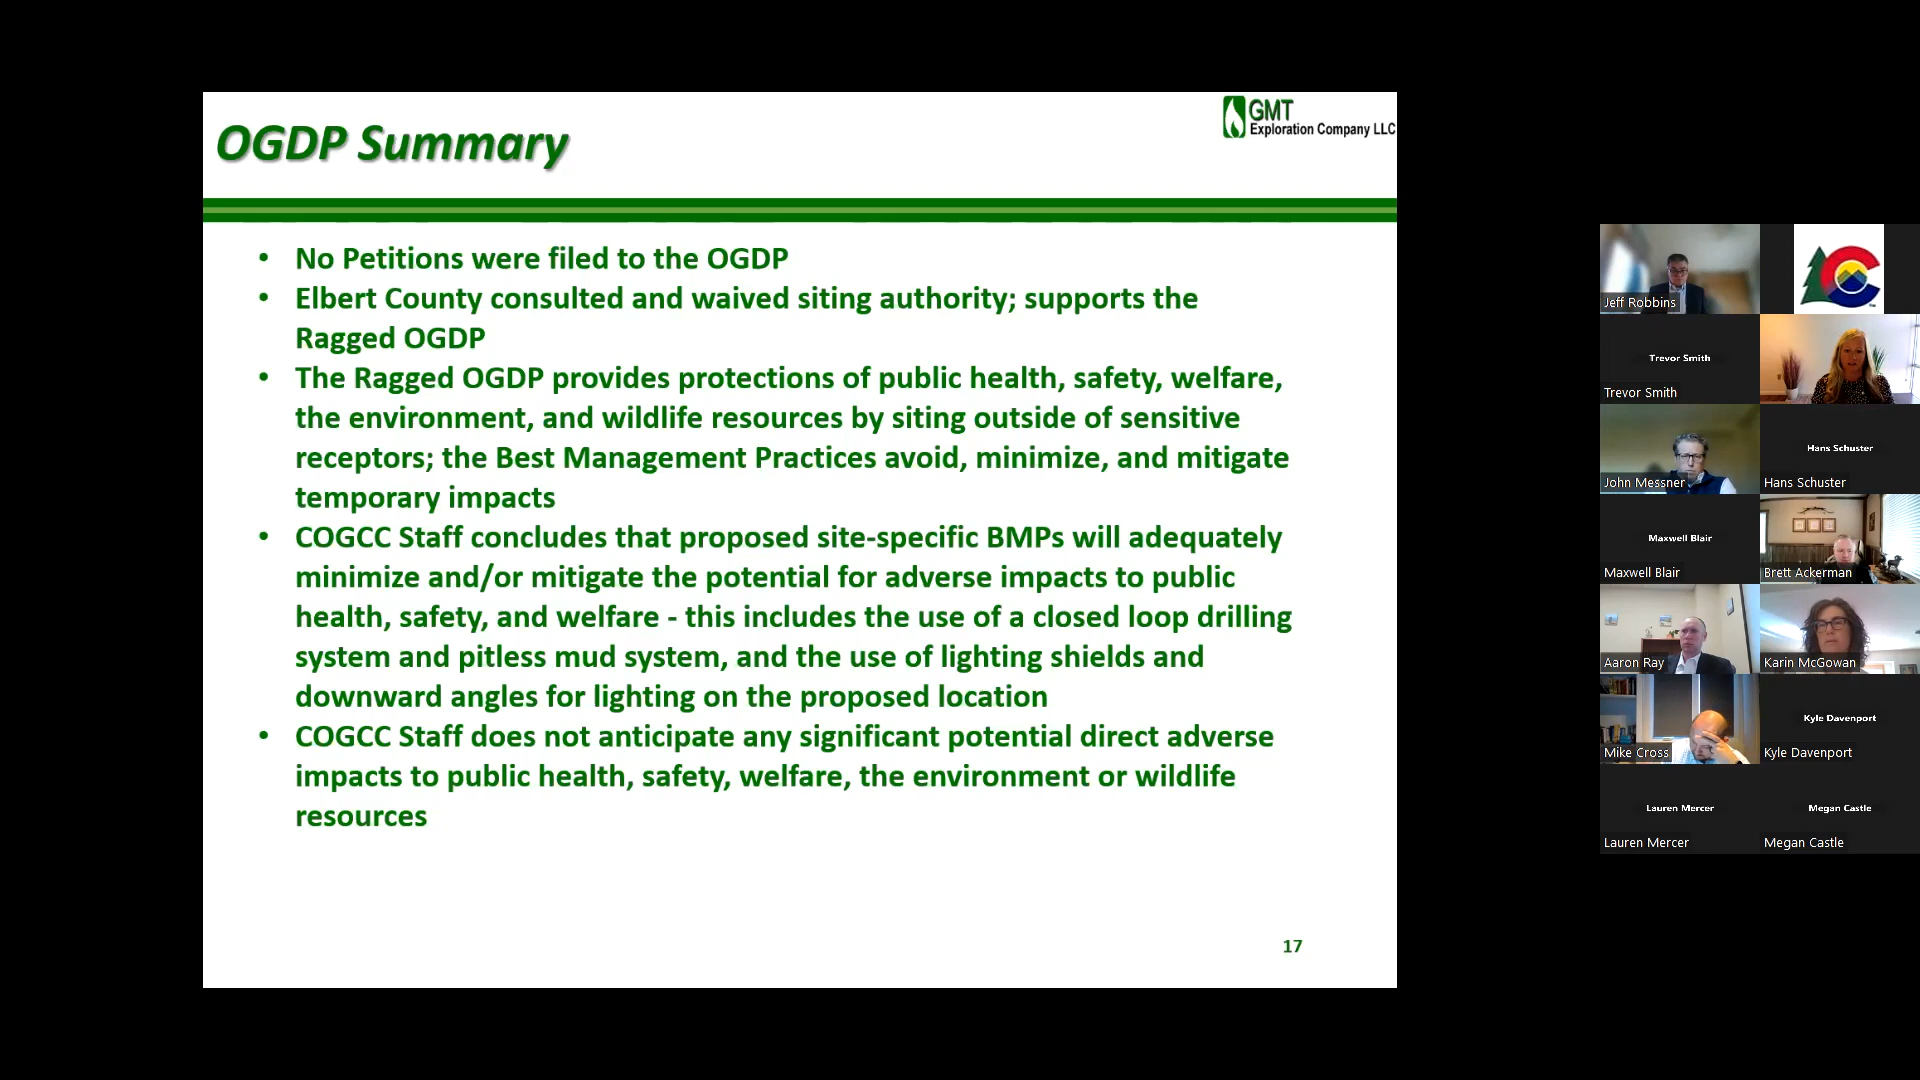 OGDP Summary
GMT
Exploration Company LLC
• No Petitions were filed to the OGDP
• Elbert County consulted and waived siting authority; supports the
Ragged OGDP
• The Ragged OGDP provides protections of public health, safety, welfare,
the environment, and wildlife resources by siting outside of sensitive
receptors; the Best Management Practices avoid, minimize, and mitigate
temporary impacts
• COGCC Staff concludes that proposed site-specific BMPs will adequately
minimize and/or mitigate the potential for adverse impacts to public
health, safety, and welfare - this includes the use of a closed loop drilling
system and pitless mud system, and the use of lighting shields and
downward angles for lighting on the proposed location
• COGCC Staff does not anticipate any significant potential direct adverse
impacts to public health, safety, welfare, the environment or wildlife
resources
17
Jeff Robbins
Trevor Smith
Trevor Smith
John Messner
Hans Schuster
Hans Schuster
Maxwell Blair
Maxwell Blair
Brett Ackerman
Aaron Ray
Karin McGowan
Mike Cross
Kyle Davenport
Kyle Davenport
Lauren Mercer
Lauren Mercer
Megan Castle
Megan Castle